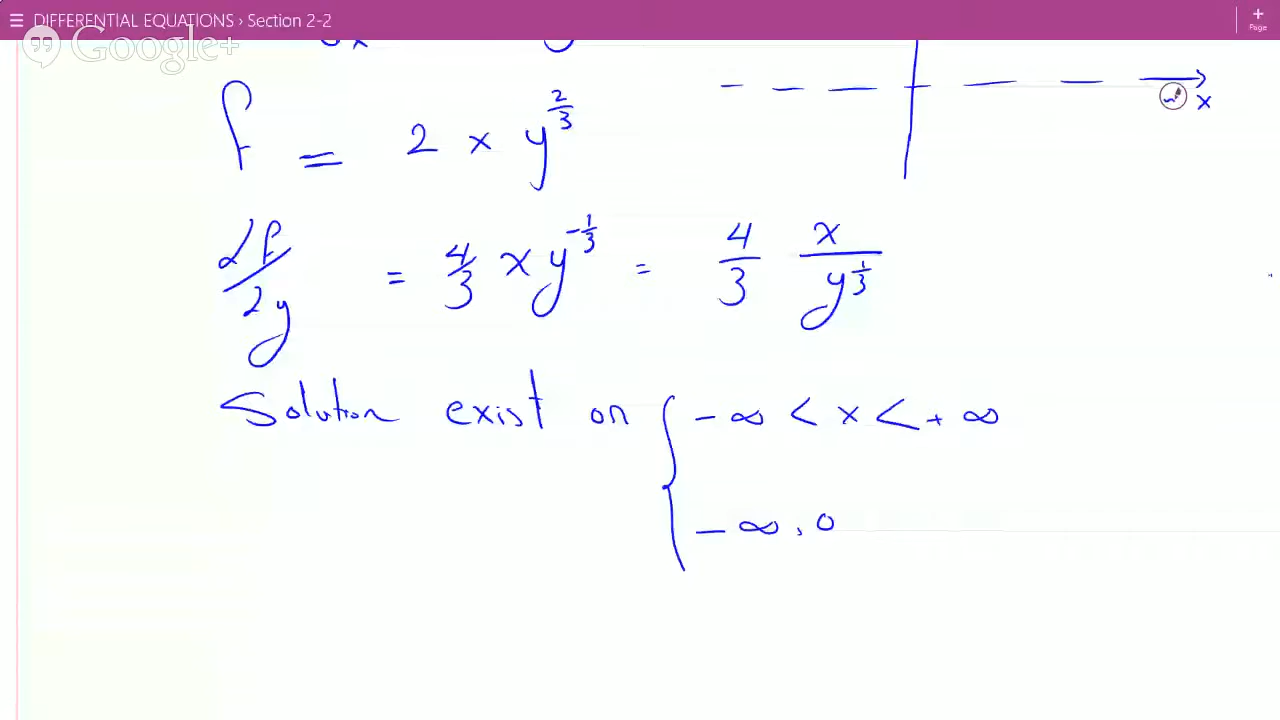 ☰ DIFFERENTIAL EQUATIONS › Section 2-2
+ Page
Google+
x
f = 2 x y^{2/3}
∂f/∂y = 4/3 x y^{-1/3} = 4/3 x/y^{1/3}
Solution exist on { - ∞ < x < + ∞
- ∞ , 0